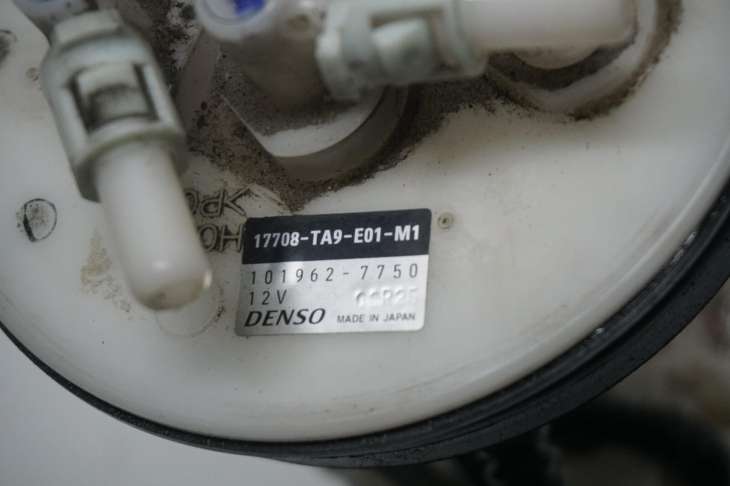 17708-TA9-E01-M1
101962-7750
12V
DENSO MADE IN JAPAN